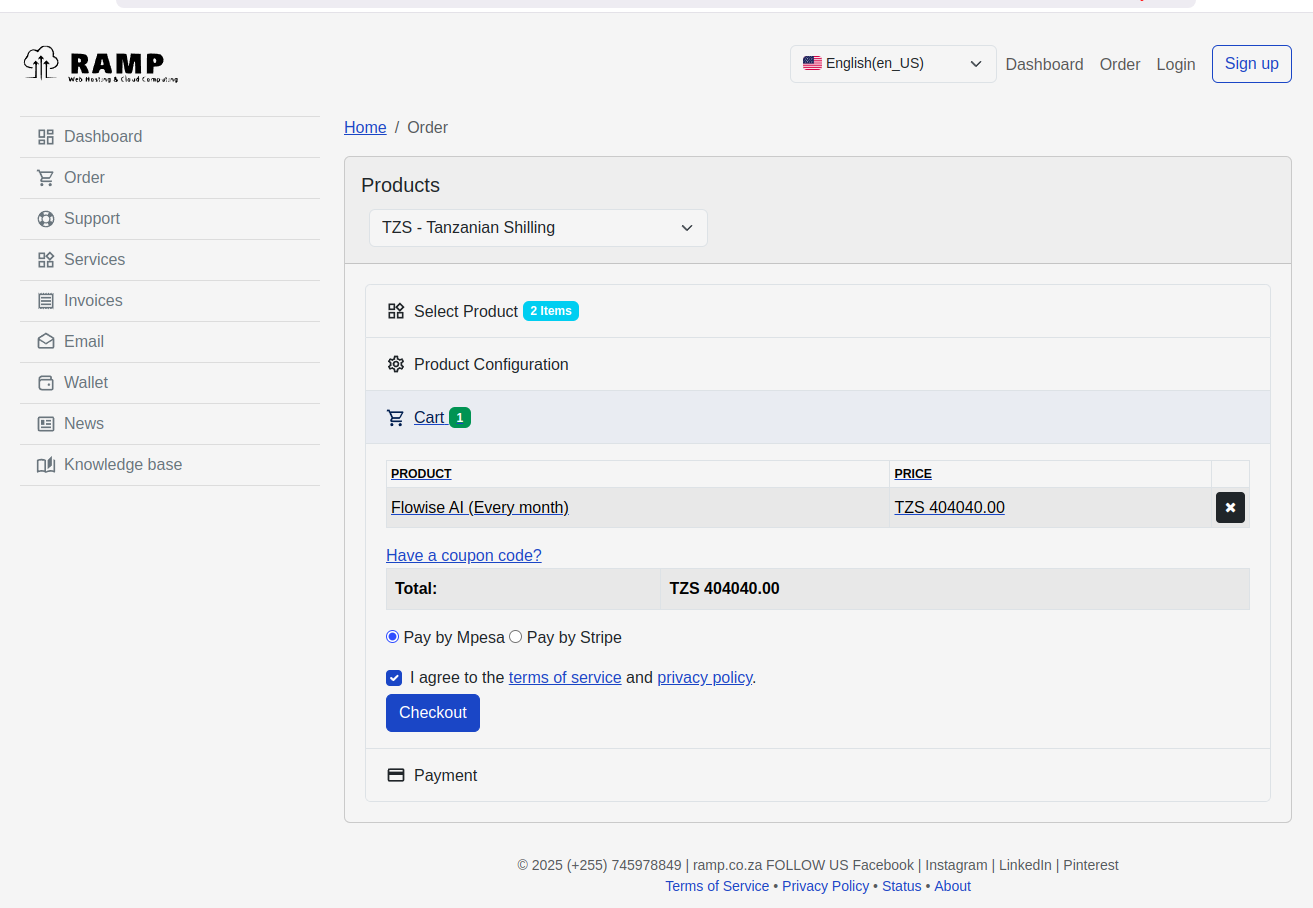 RAMP
Web Hosting & Cloud Computing
English(en_US)
Dashboard
Order
Login
Sign up
Dashboard
Order
Support
Services
Invoices
Email
Wallet
News
Knowledge base
Home / Order
Products
TZS - Tanzanian Shilling
Select Product 2 Items
Product Configuration
Cart 1
PRODUCT PRICE
Flowise AI (Every month) TZS 404040.00
Have a coupon code?
Total: TZS 404040.00
Pay by Mpesa Pay by Stripe
I agree to the terms of service and privacy policy.
Checkout
Payment
© 2025 (+255) 745978849 | ramp.co.za FOLLOW US Facebook | Instagram | LinkedIn | Pinterest
Terms of Service • Privacy Policy • Status • About